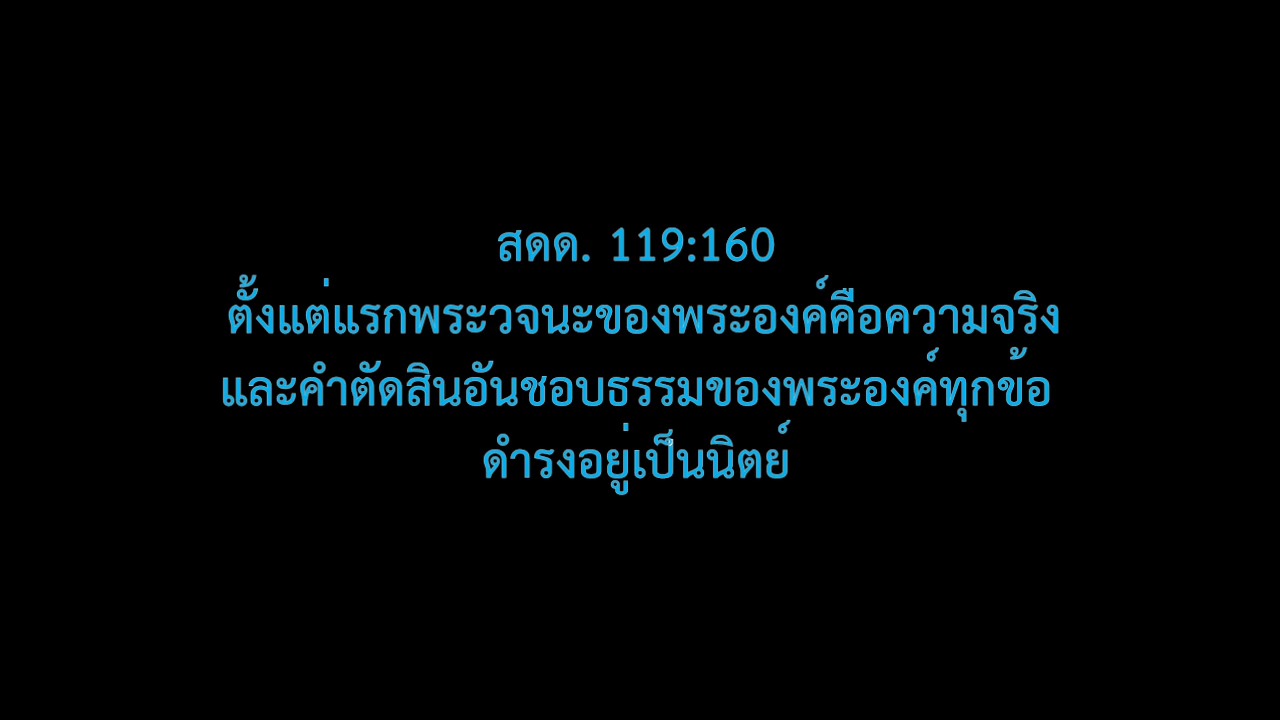 สดด. 119:160
ตั้งแต่แรกพระวจนะของพระองค์คือความจริง
และคำตัดสินอันชอบธรรมของพระองค์ทุกข้อ
ดำรงอยู่เป็นนิตย์